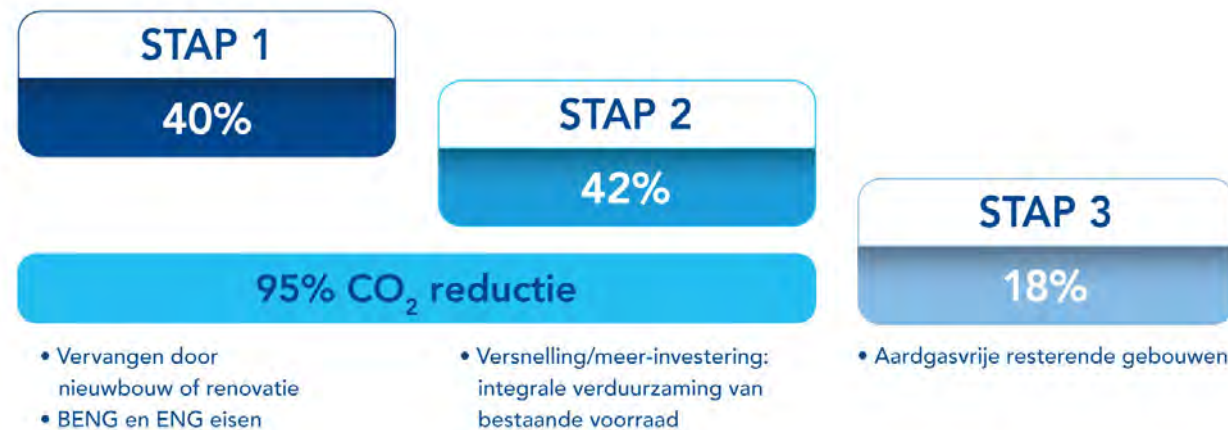 STAP 1
40%
STAP 2
42%
STAP 3
18%
95% CO₂ reductie
• Vervangen door
nieuwbouw of renovatie
• BENG en ENG eisen
• Versnelling/meer-investering:
integrale verduurzaming van
bestaande voorraad
• Aardgasvrije resterende gebouwen